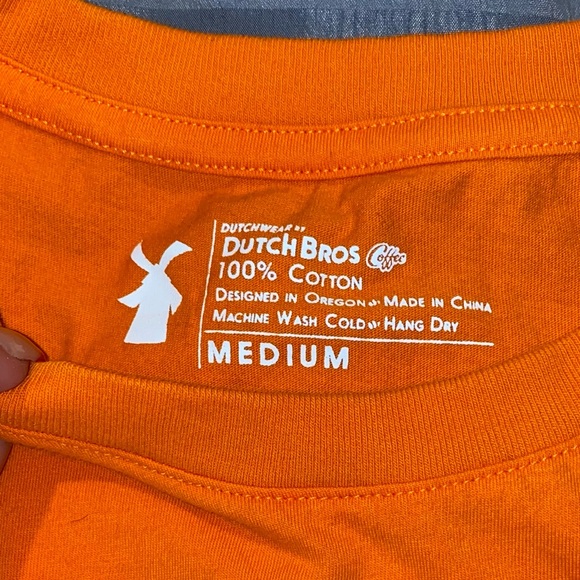 DUTCHWEAR BY
DUTCH BROS Coffee
100% COTTON
DESIGNED IN OREGON MADE IN CHINA
MACHINE WASH COLD HANG DRY
MEDIUM